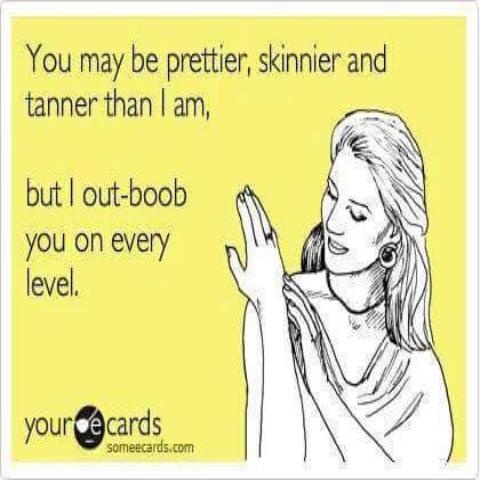 You may be prettier, skinnier and
tanner than I am,
but I out-boob
you on every
level.
your e cards
someecards.com